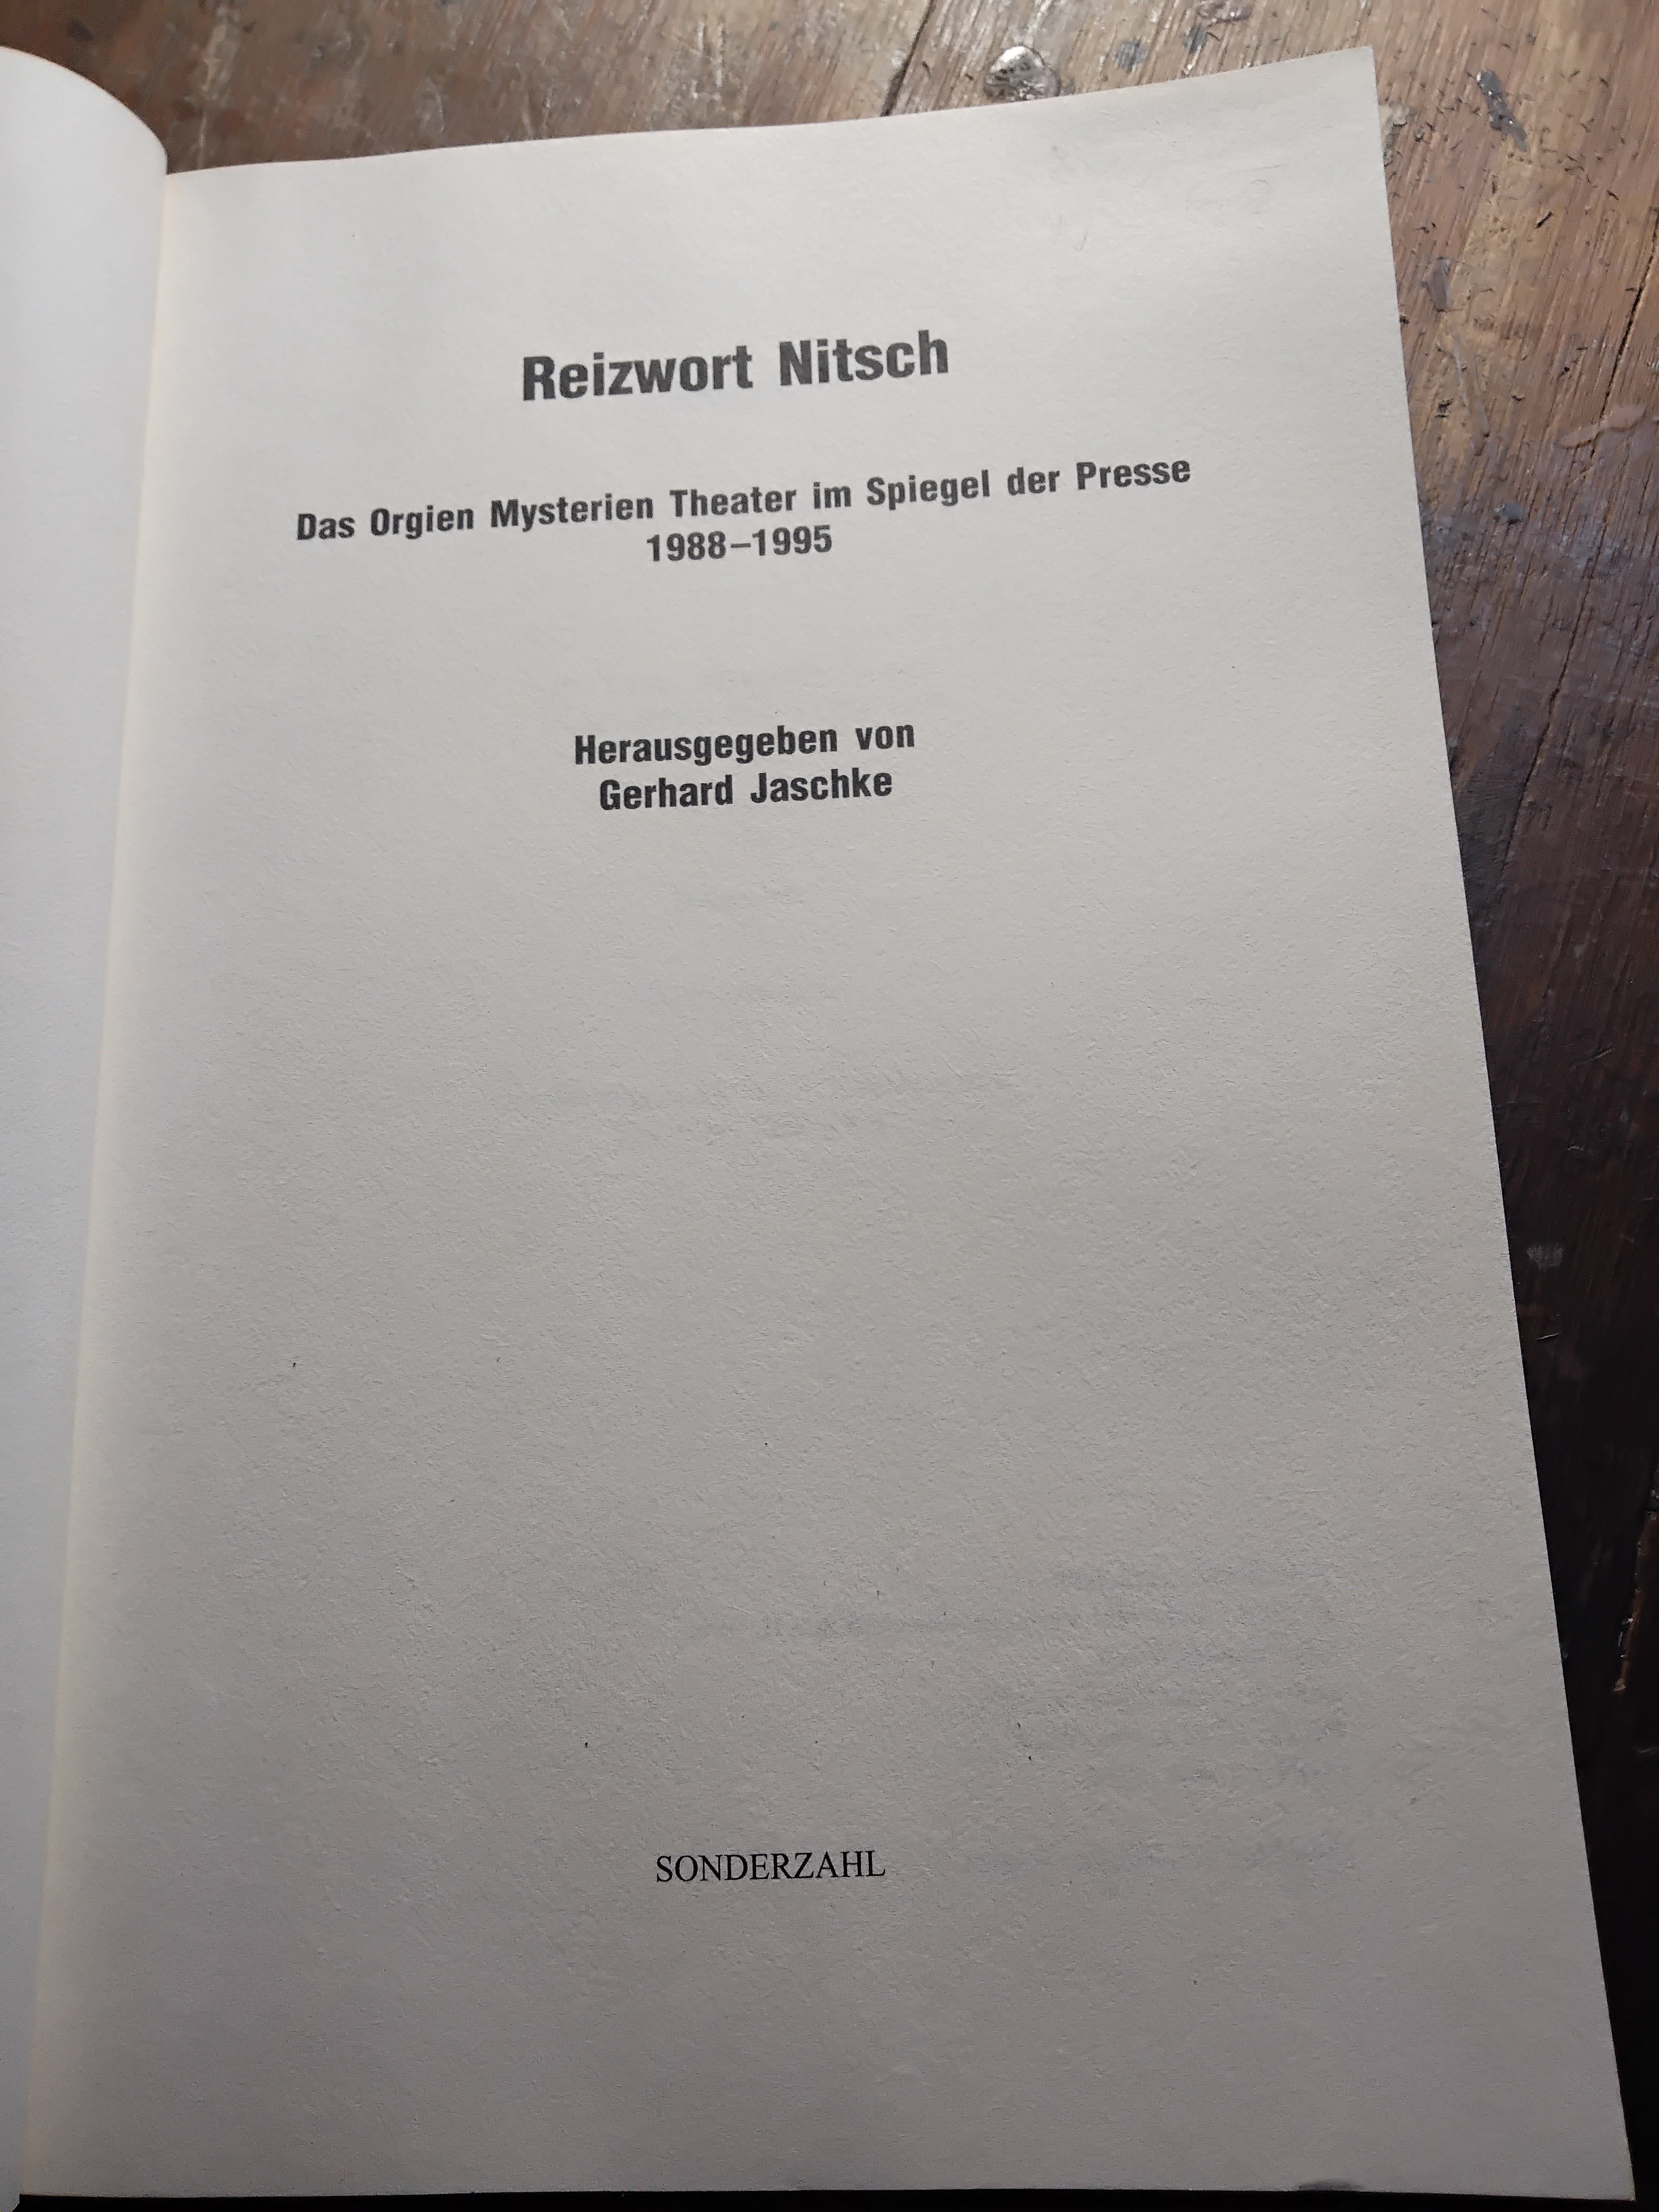 Reizwort Nitsch
Das Orgien Mysterien Theater im Spiegel der Presse
1988–1995
Herausgegeben von
Gerhard Jaschke
SONDERZAHL